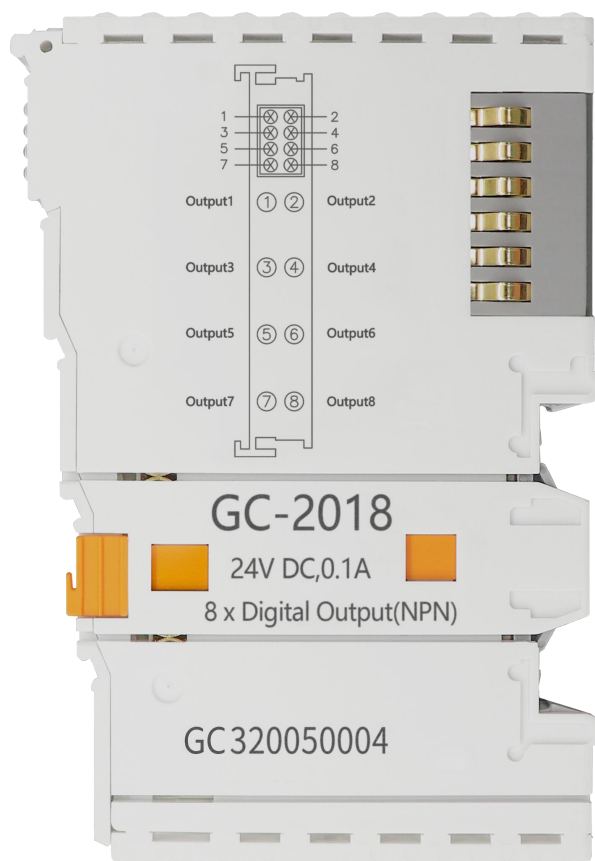 1 2
3 4
5 6
7 8
Output1 1 2 Output2
Output3 3 4 Output4
Output5 5 6 Output6
Output7 7 8 Output8
GC-2018
24V DC,0.1A
8 x Digital Output(NPN)
GC320050004